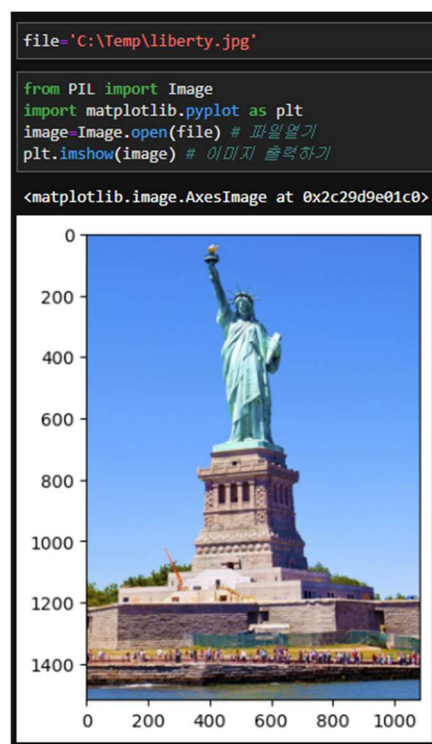 file='C:\Temp\liberty.jpg'
from PIL import Image
import matplotlib.pyplot as plt
image=Image.open(file) # 파일열기
plt.imshow(image) # 이미지 출력하기
<matplotlib.image.AxesImage at 0x2c29d9e01c0>
0
200
400
600
800
1000
1200
1400
0 200 400 600 800 1000